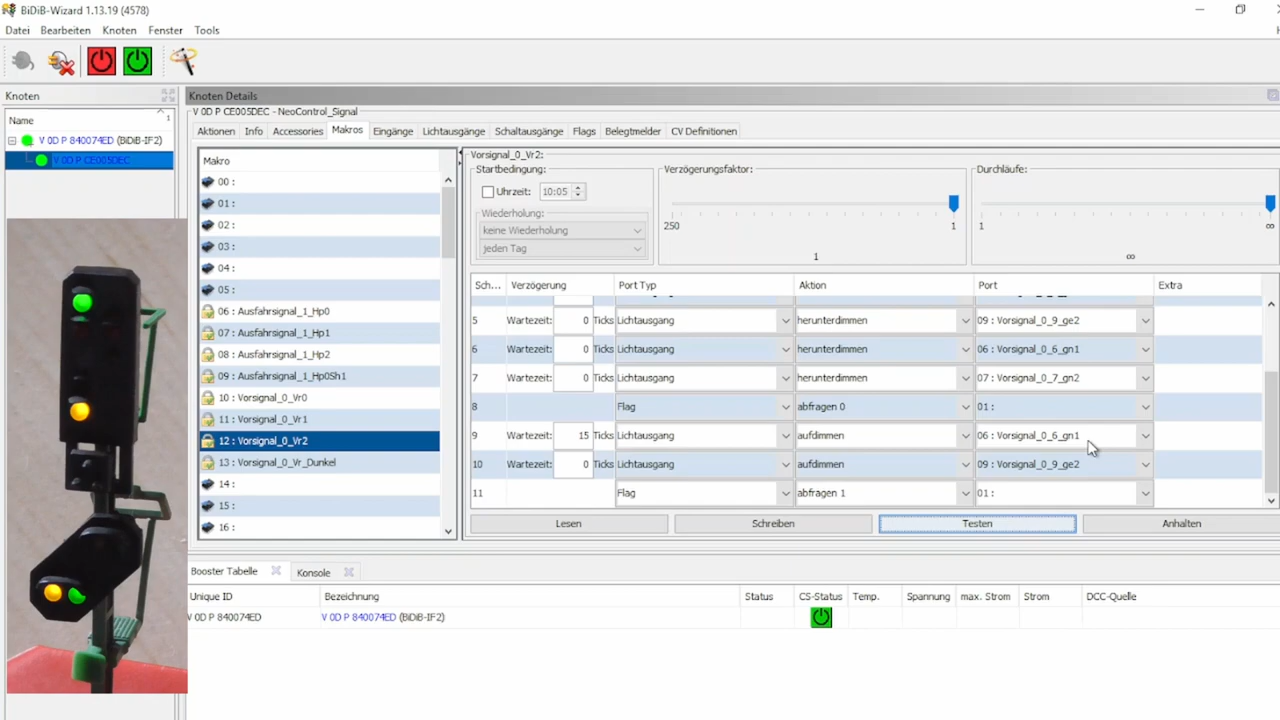 BiDiB-Wizard 1.13.19 (4578)
Datei Bearbeiten Knoten Fenster Tools
Knoten
Name
1
V 0D P 840074ED (BiDiB-IF2)
V 0D P CE005DEC
Knoten Details
V 0D P CE005DEC - NeoControl_Signal
Aktionen Info Accessories Makros Eingänge Lichtausgänge Schaltausgänge Flags Belegtmelder CV Definitionen
Makro
00 :
01 :
02 :
03 :
04 :
05 :
06 : Ausfahrsignal_1_Hp0
07 : Ausfahrsignal_1_Hp1
08 : Ausfahrsignal_1_Hp2
09 : Ausfahrsignal_1_Hp0Sh1
10 : Vorsignal_0_Vr0
11 : Vorsignal_0_Vr1
12 : Vorsignal_0_Vr2
13 : Vorsignal_0_Vr_Dunkel
14 :
15 :
16 :
Vorsignal_0_Vr2:
Startbedingung:
Uhrzeit: 10:05
Wiederholung:
keine Wiederholung
jeden Tag
Verzögerungsfaktor:
250 1
1
Durchläufe:
1 ∞
∞
Sch... Verzögerung Port Typ Aktion Port Extra
5 Wartezeit: 0 Ticks Lichtausgang herunterdimmen 09 : Vorsignal_0_9_ge2
6 Wartezeit: 0 Ticks Lichtausgang herunterdimmen 06 : Vorsignal_0_6_gn1
7 Wartezeit: 0 Ticks Lichtausgang herunterdimmen 07 : Vorsignal_0_7_gn2
8 Flag abfragen 0 01 :
9 Wartezeit: 15 Ticks Lichtausgang aufdimmen 06 : Vorsignal_0_6_gn1
10 Wartezeit: 0 Ticks Lichtausgang aufdimmen 09 : Vorsignal_0_9_ge2
11 Flag abfragen 1 01 :
Lesen Schreiben Testen Anhalten
Booster Tabelle Konsole
Unique ID Bezeichnung Status CS-Status Temp. Spannung max. Strom Strom DCC-Quelle
V 0D P 840074ED V 0D P 840074ED (BiDiB-IF2)